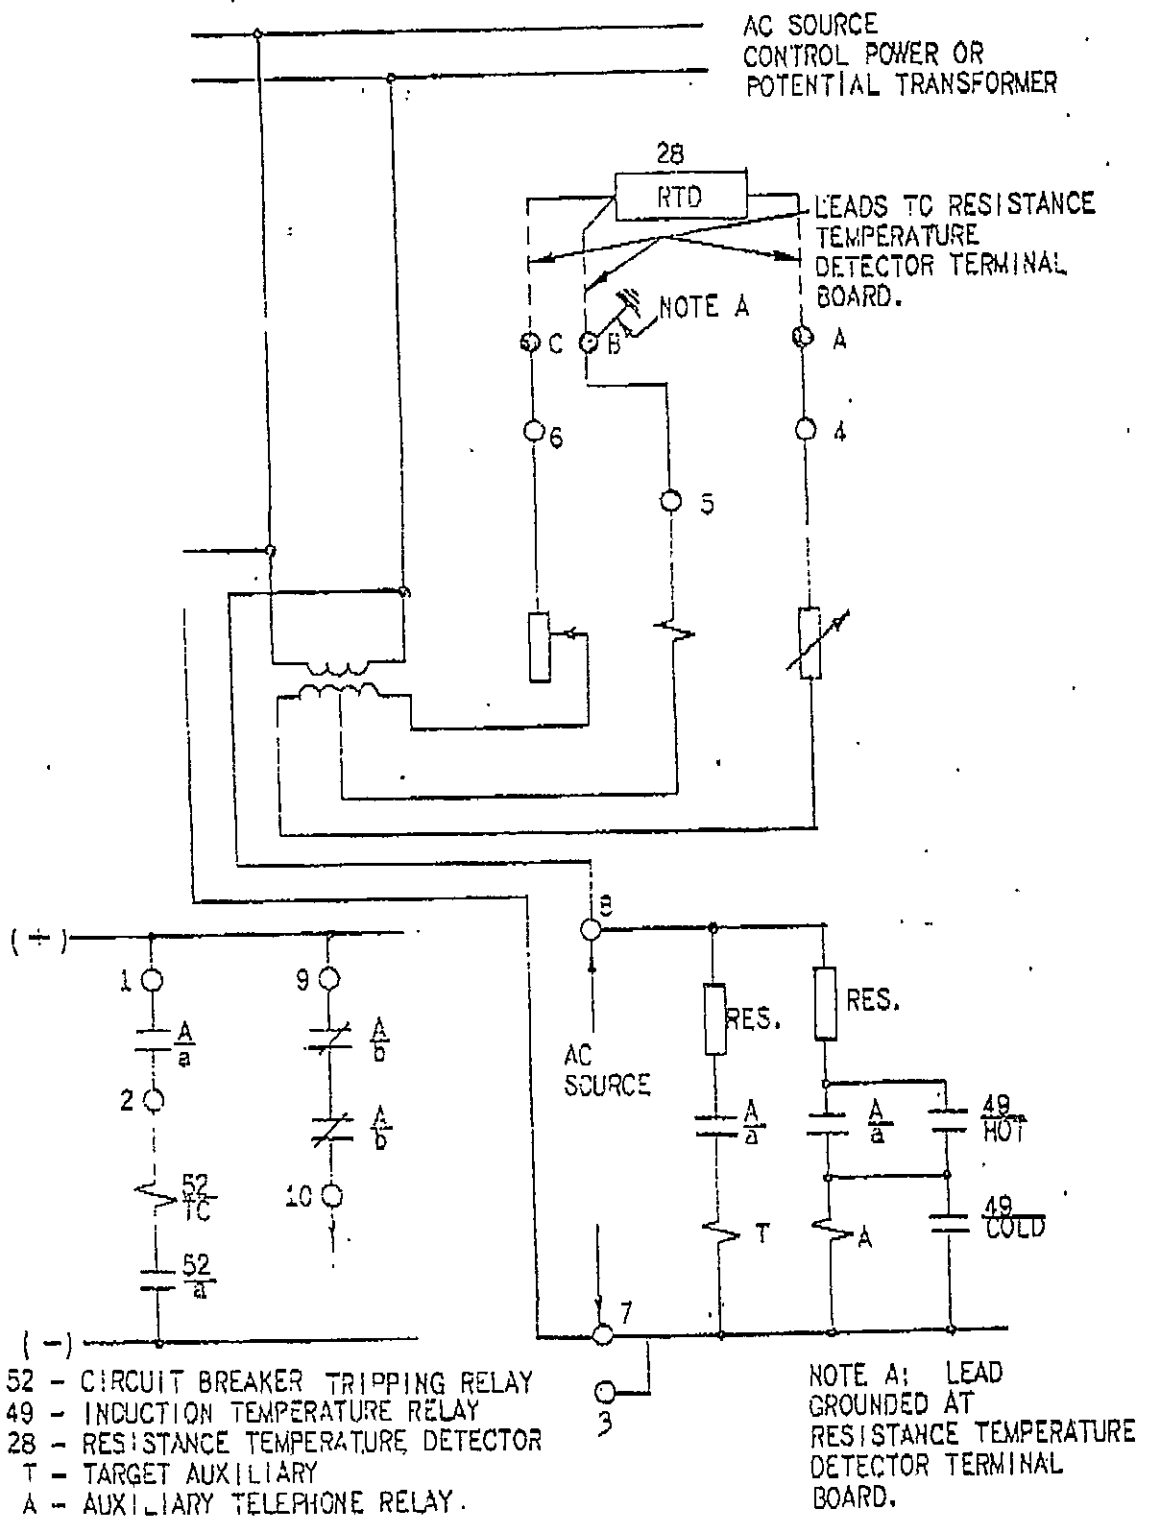 AC SOURCE
CONTROL POWER OR
POTENTIAL TRANSFORMER
28
RTD
LEADS TO RESISTANCE
TEMPERATURE
DETECTOR TERMINAL
BOARD.
NOTE A
C
B
A
6
4
5
8
(+)
1
9
A
a
A
b
RES.
RES.
AC
SOURCE
2
A
b
A
a
A
a
49
HOT
52
TC
10
T
A
49
COLD
52
a
7
(-)
3
52 - CIRCUIT BREAKER TRIPPING RELAY
49 - INDUCTION TEMPERATURE RELAY
28 - RESISTANCE TEMPERATURE DETECTOR
T - TARGET AUXILIARY
A - AUXILIARY TELEPHONE RELAY.
NOTE A: LEAD
GROUNDED AT
RESISTANCE TEMPERATURE
DETECTOR TERMINAL
BOARD.